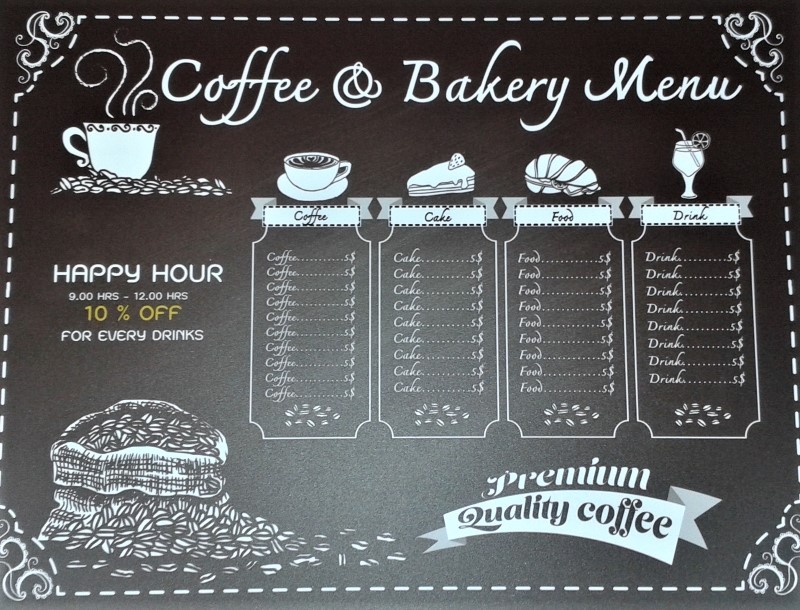 Coffee & Bakery Menu
HAPPY HOUR
9.00 HRS - 12.00 HRS
10 % OFF
FOR EVERY DRINKS
Coffee
Coffee............5$
Coffee............5$
Coffee............5$
Coffee............5$
Coffee............5$
Coffee............5$
Coffee............5$
Coffee............5$
Coffee............5$
Coffee............5$
Cake
Cake............5$
Cake............5$
Cake............5$
Cake............5$
Cake............5$
Cake............5$
Cake............5$
Cake............5$
Cake............5$
Food
Food............5$
Food............5$
Food............5$
Food............5$
Food............5$
Food............5$
Food............5$
Food............5$
Food............5$
Drink
Drink............5$
Drink............5$
Drink............5$
Drink............5$
Drink............5$
Drink............5$
Drink............5$
Drink............5$
Premium
Quality coffee